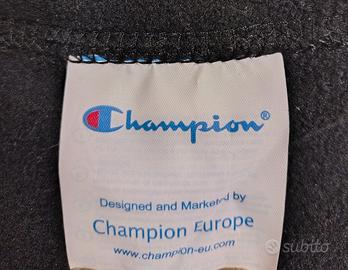 Champion®
Designed and Marketed by
Champion Europe
www.champion-eu.com
subito